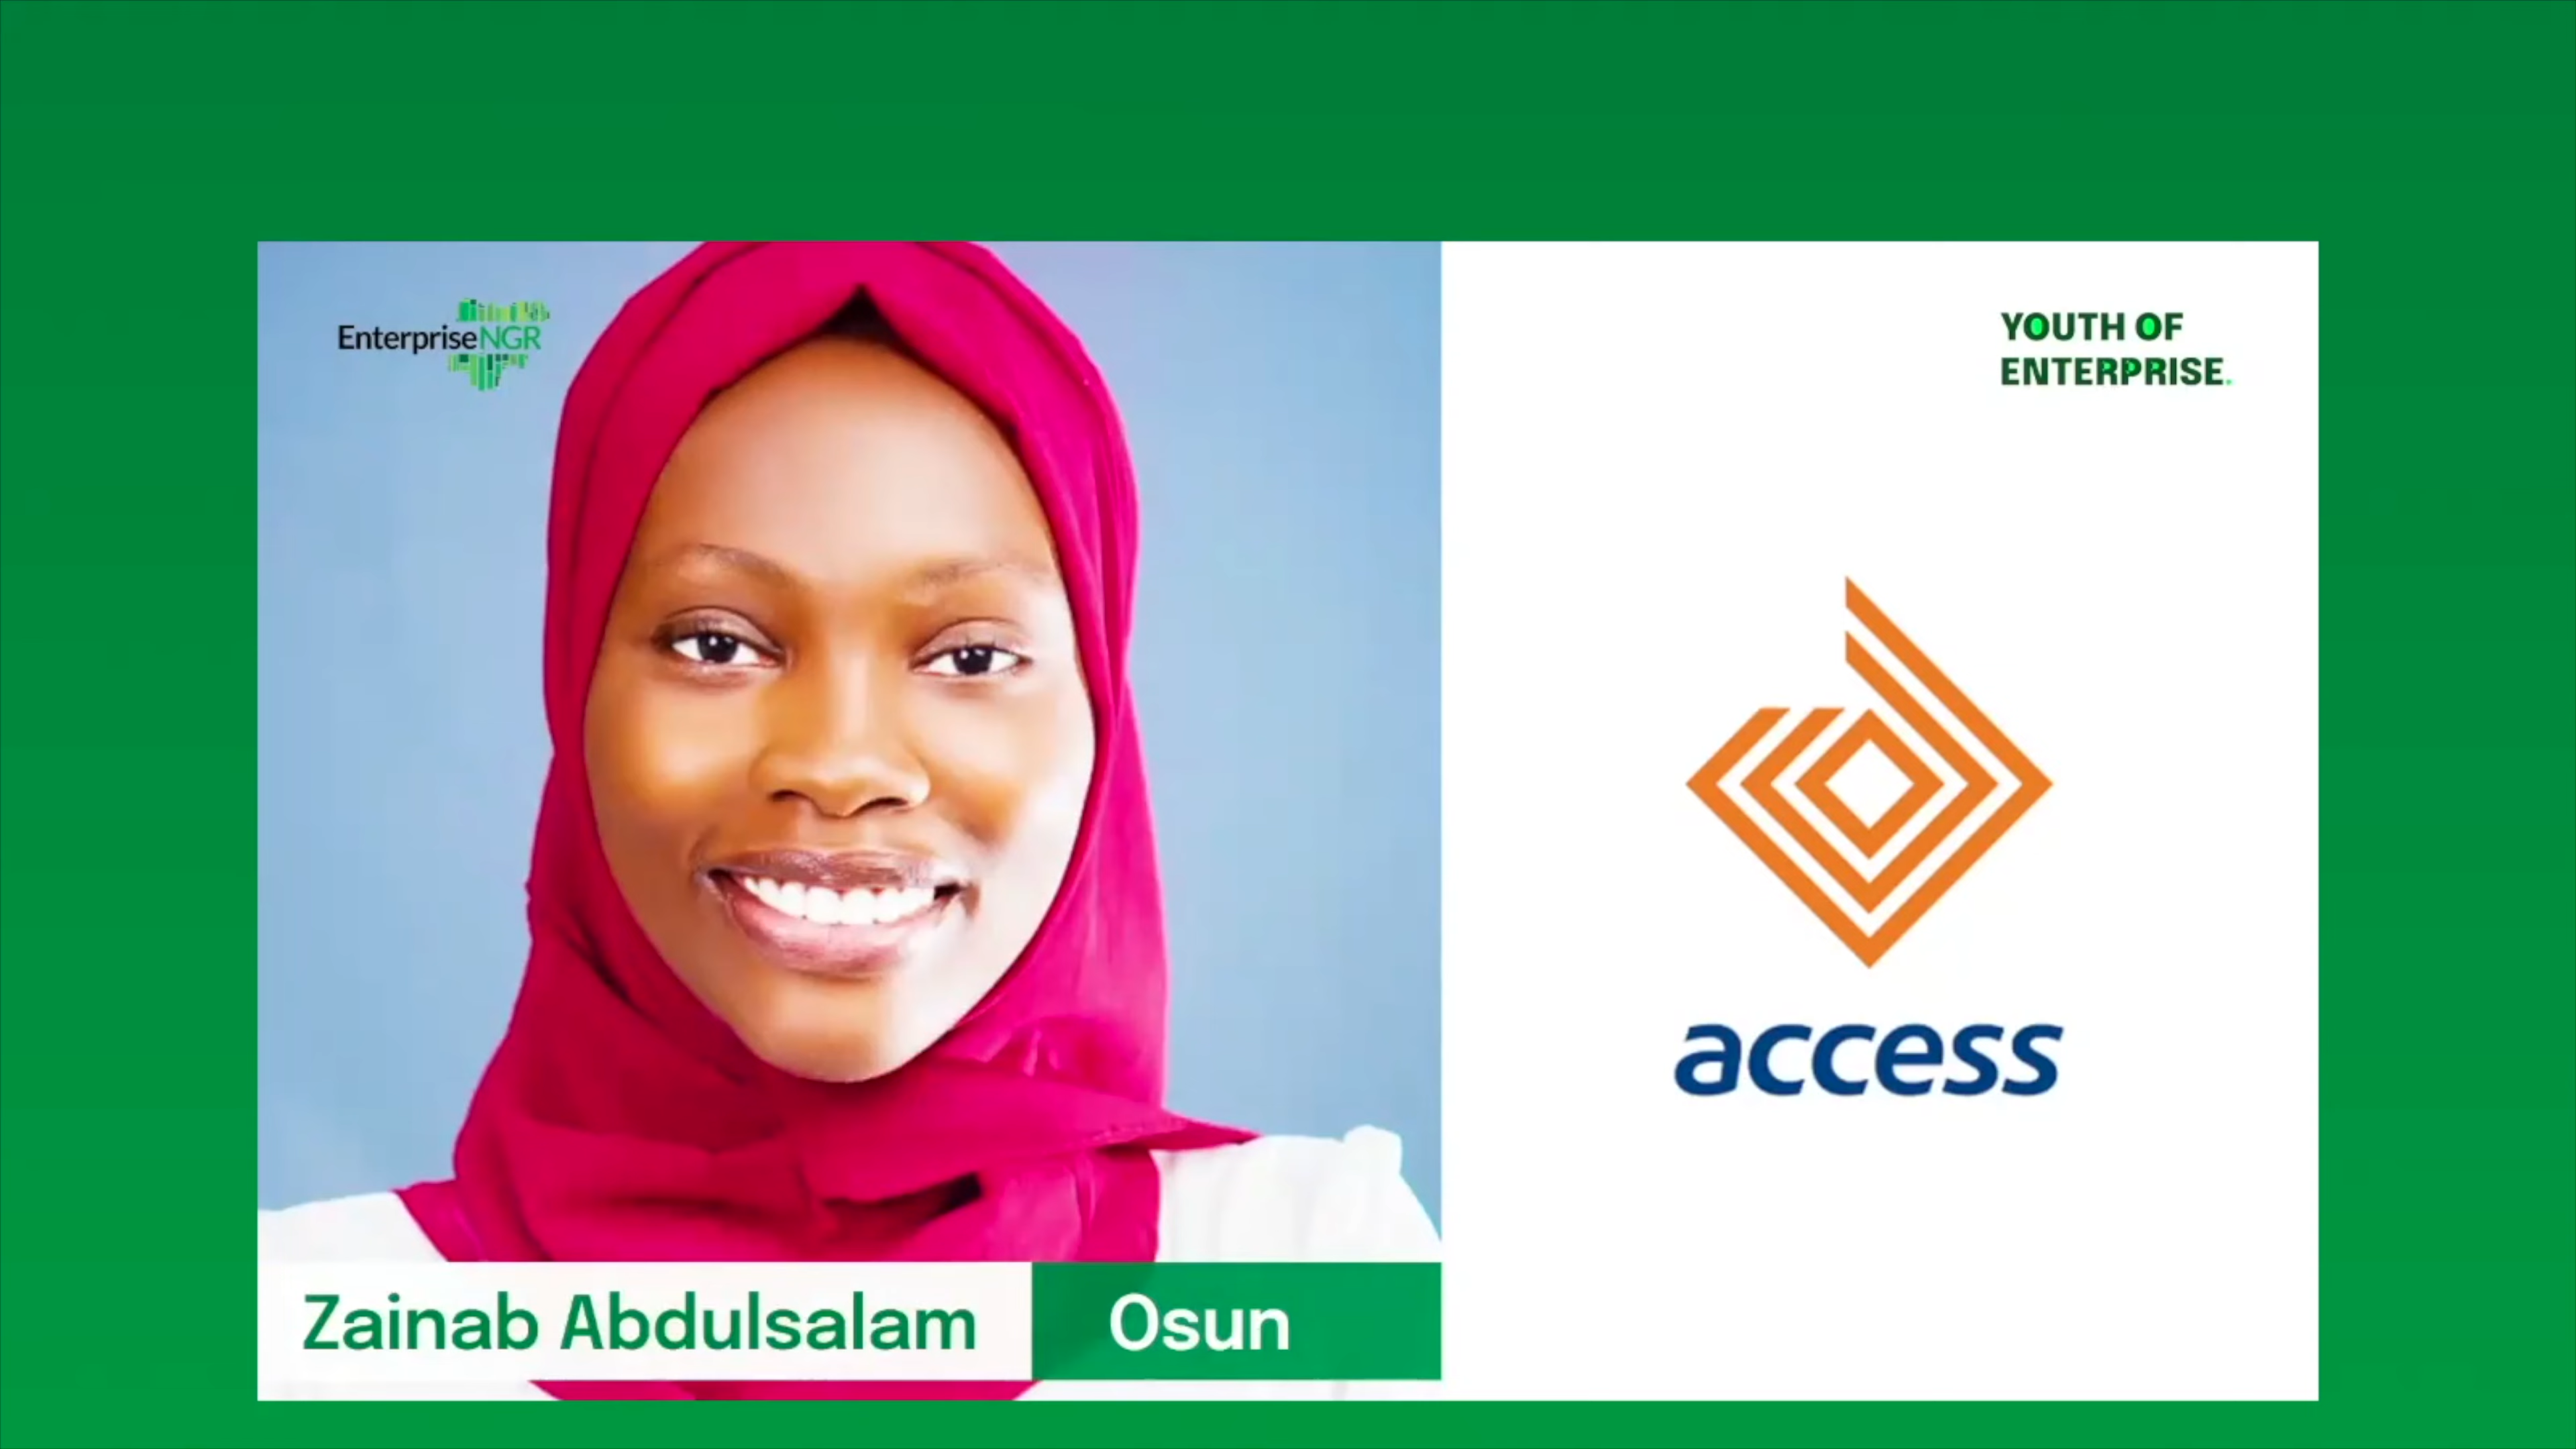 EnterpriseNGR
YOUTH OF
ENTERPRISE.
access
Zainab Abdulsalam
Osun